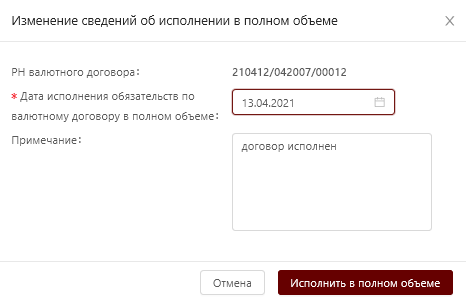 Изменение сведений об исполнении в полном объеме
РН валютного договора: 210412/042007/00012
* Дата исполнения обязательств по
валютному договору в полном объеме: 13.04.2021
Примечание: договор исполнен
Отмена Исполнить в полном объеме